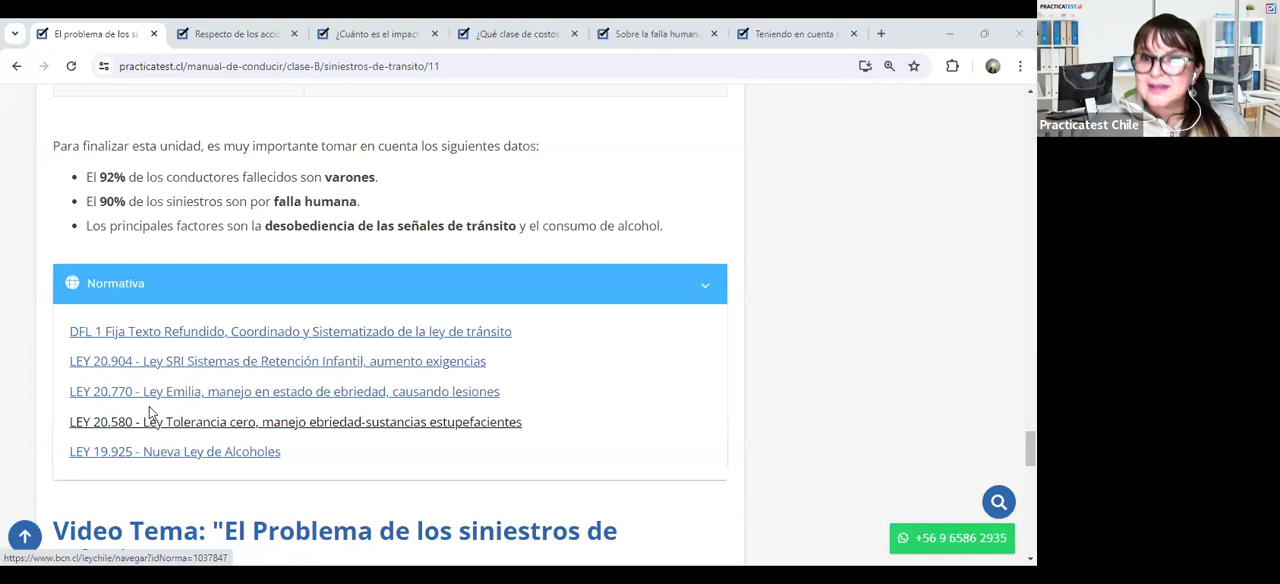 El problema de los si
Respecto de los acci
¿Cuánto es el impact
¿Qué clase de costos
Sobre la falla human
Teniendo en cuenta l
practicatest.cl/manual-de-conducir/clase-B/siniestros-de-transito/11
PRACTICATEST.cl
Practicatest Chile
Para finalizar esta unidad, es muy importante tomar en cuenta los siguientes datos:
El 92% de los conductores fallecidos son varones.
El 90% de los siniestros son por falla humana.
Los principales factores son la desobediencia de las señales de tránsito y el consumo de alcohol.
Normativa
DFL 1 Fija Texto Refundido, Coordinado y Sistematizado de la ley de tránsito
LEY 20.904 - Ley SRI Sistemas de Retención Infantil, aumento exigencias
LEY 20.770 - Ley Emilia, manejo en estado de ebriedad, causando lesiones
LEY 20.580 - Ley Tolerancia cero, manejo ebriedad-sustancias estupefacientes
LEY 19.925 - Nueva Ley de Alcoholes
Video Tema: "El Problema de los siniestros de
+56 9 6586 2935
https://www.bcn.cl/leychile/navegar?idNorma=1037847